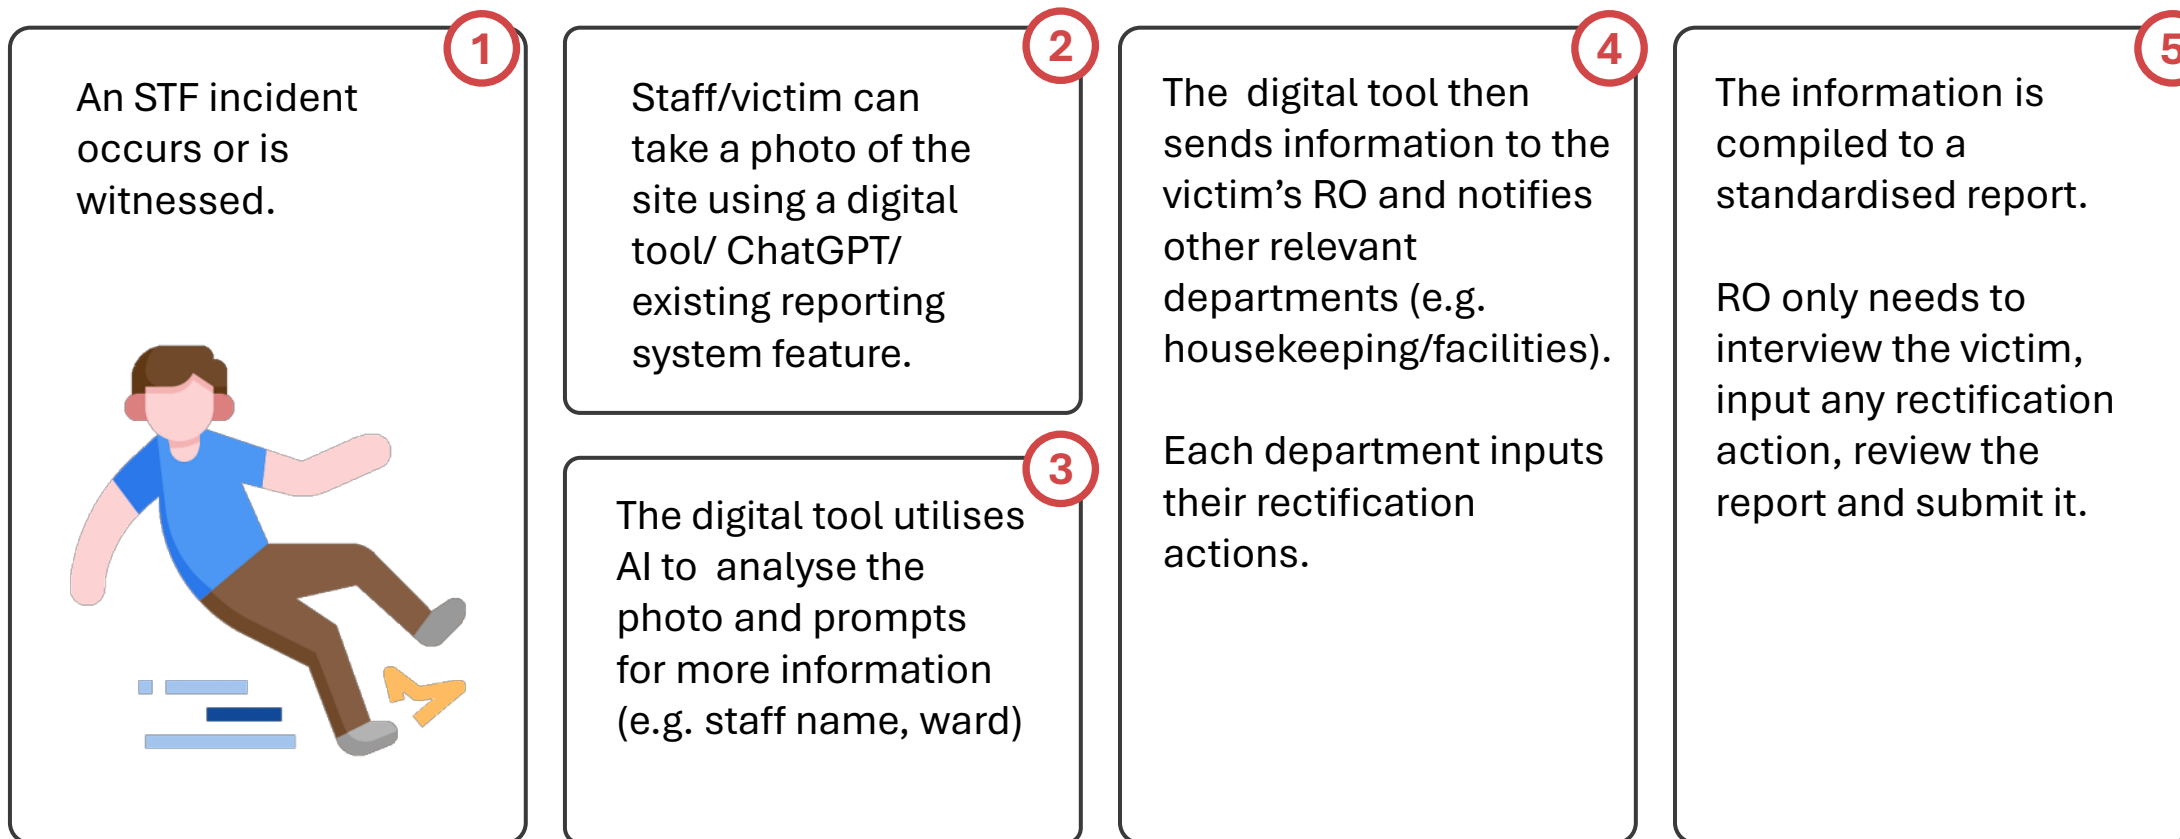 1
An STF incident
occurs or is
witnessed.
2
Staff/victim can
take a photo of the
site using a digital
tool/ ChatGPT/
existing reporting
system feature.
3
The digital tool utilises
AI to  analyse the
photo and prompts
for more information
(e.g. staff name, ward)
4
The  digital tool then
sends information to the
victim’s RO and notifies
other relevant
departments (e.g.
housekeeping/facilities).
Each department inputs
their rectification
actions.
5
The information is
compiled to a
standardised report.
RO only needs to
interview the victim,
input any rectification
action, review the
report and submit it.